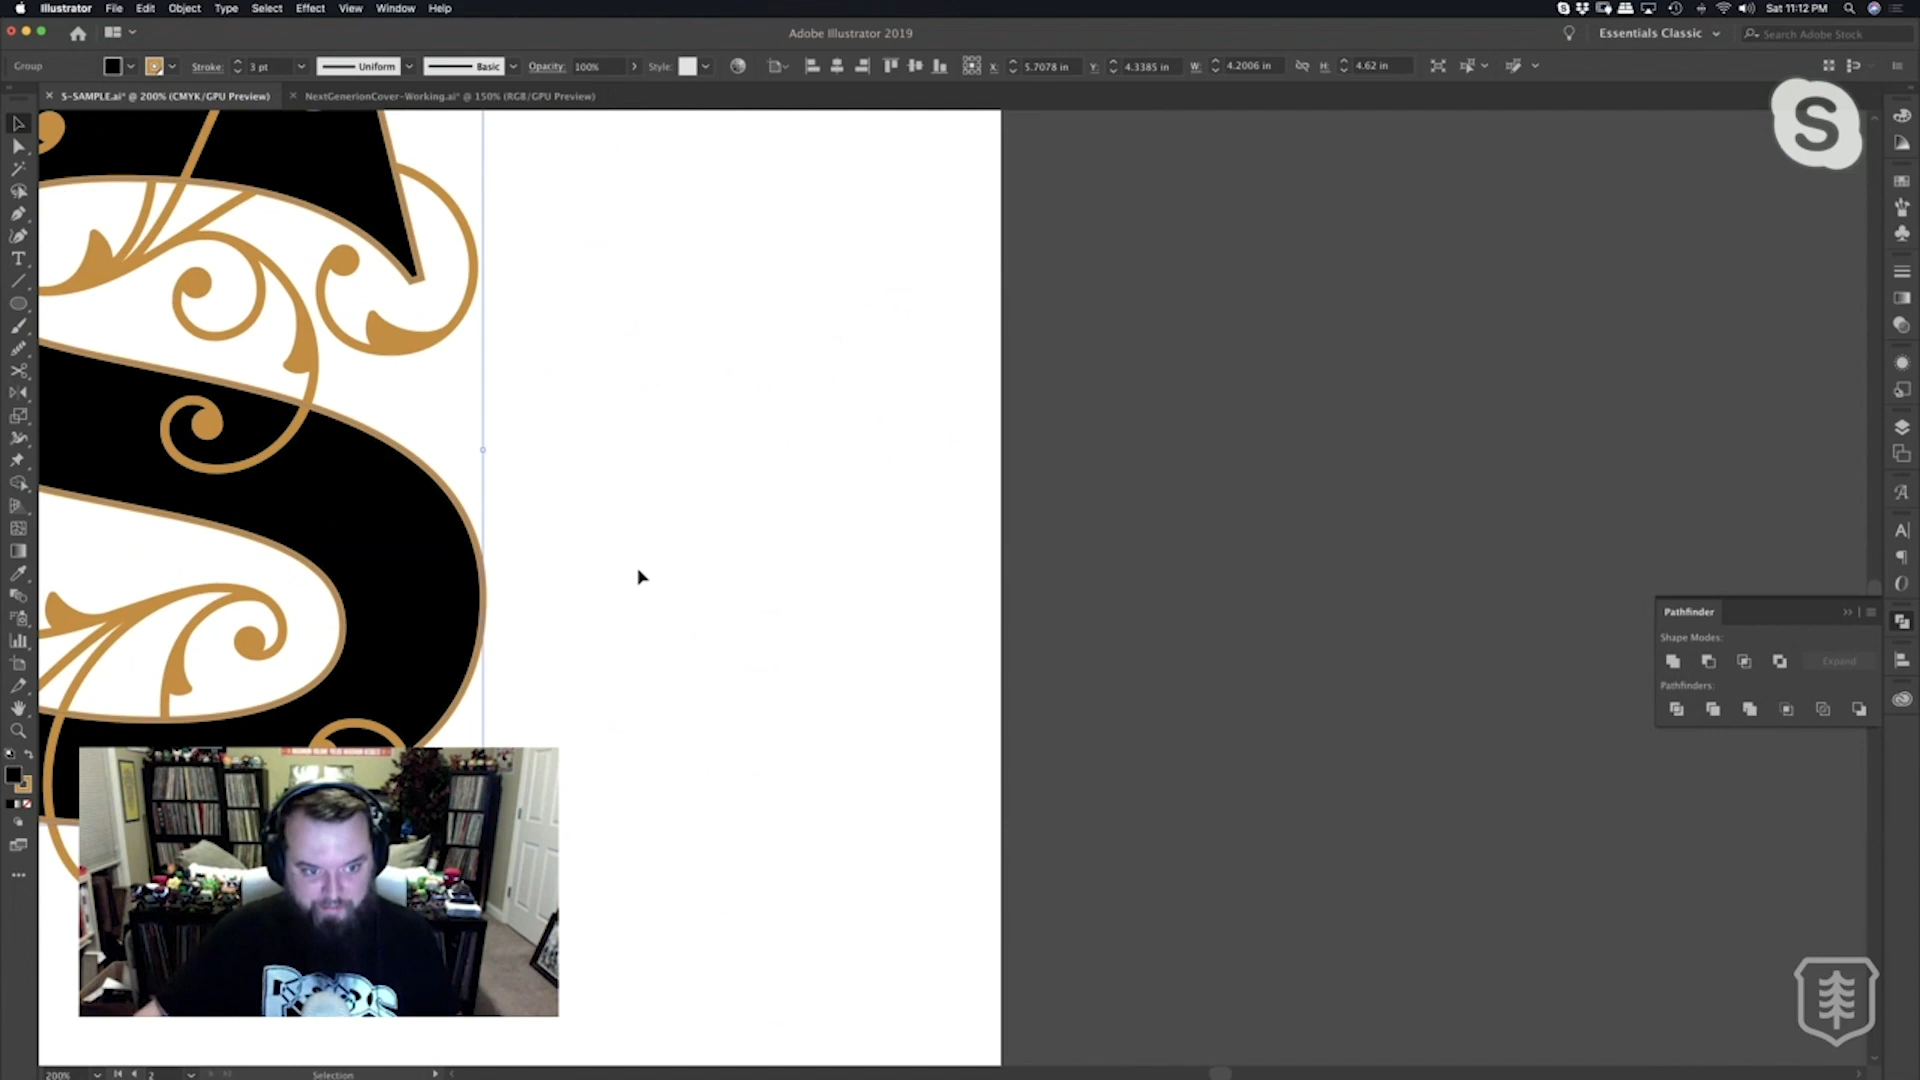 Illustrator File Edit Object Type Select Effect View Window Help
Sat 11:12 PM
Adobe Illustrator 2019
Essentials Classic
Search Adobe Stock
Group
Stroke: 3 pt
Uniform
Basic
Opacity: 100%
Style:
X: 5.7078 in
Y: 4.3385 in
W: 4.2006 in
H: 4.62 in
S-SAMPLE.ai* @ 200% (CMYK/GPU Preview)
NextGenerionCover-Working.ai* @ 150% (RGB/GPU Preview)
S
Pathfinder
Shape Modes:
Expand
Pathfinders:
200%
2
Selection